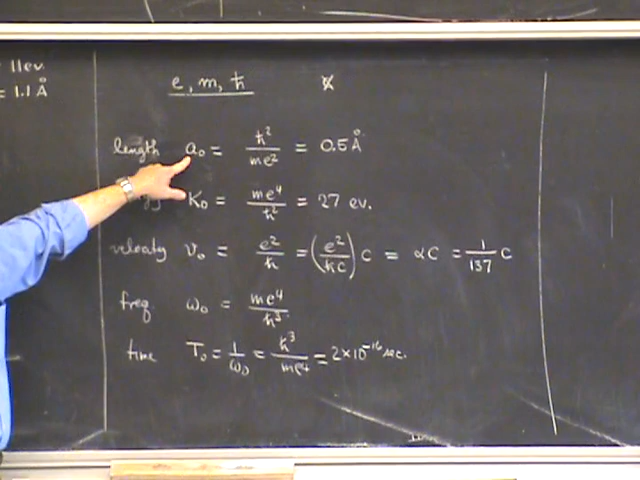 11 ev.
= 1.1 Å
e, m, ħ
length a₀ = ħ²/me² = 0.5 Å
K₀ = me⁴/ħ² = 27 ev.
velocity v₀ = e²/ħ = (e²/ħc) c = αc = 1/137 c
freq. ω₀ = me⁴/ħ³
time T₀ = 1/ω₀ = ħ³/me⁴ = 2×10⁻¹⁶ sec.